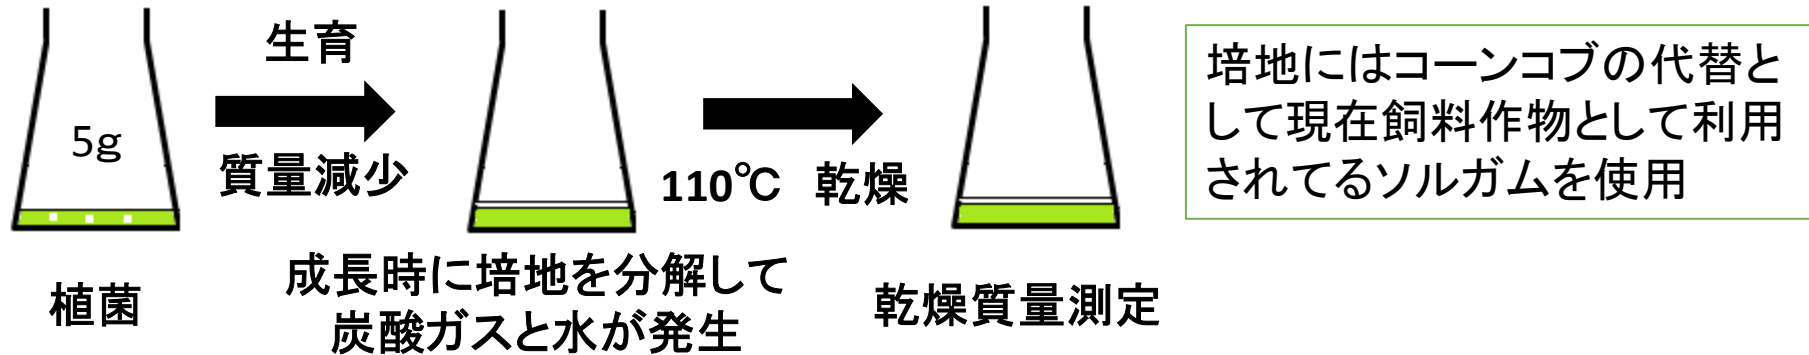 5g
植菌
生育
質量減少
成長時に培地を分解して
炭酸ガスと水が発生
110℃ 乾燥
乾燥質量測定
培地にはコーンコブの代替と
して現在飼料作物として利用
されてるソルガムを使用